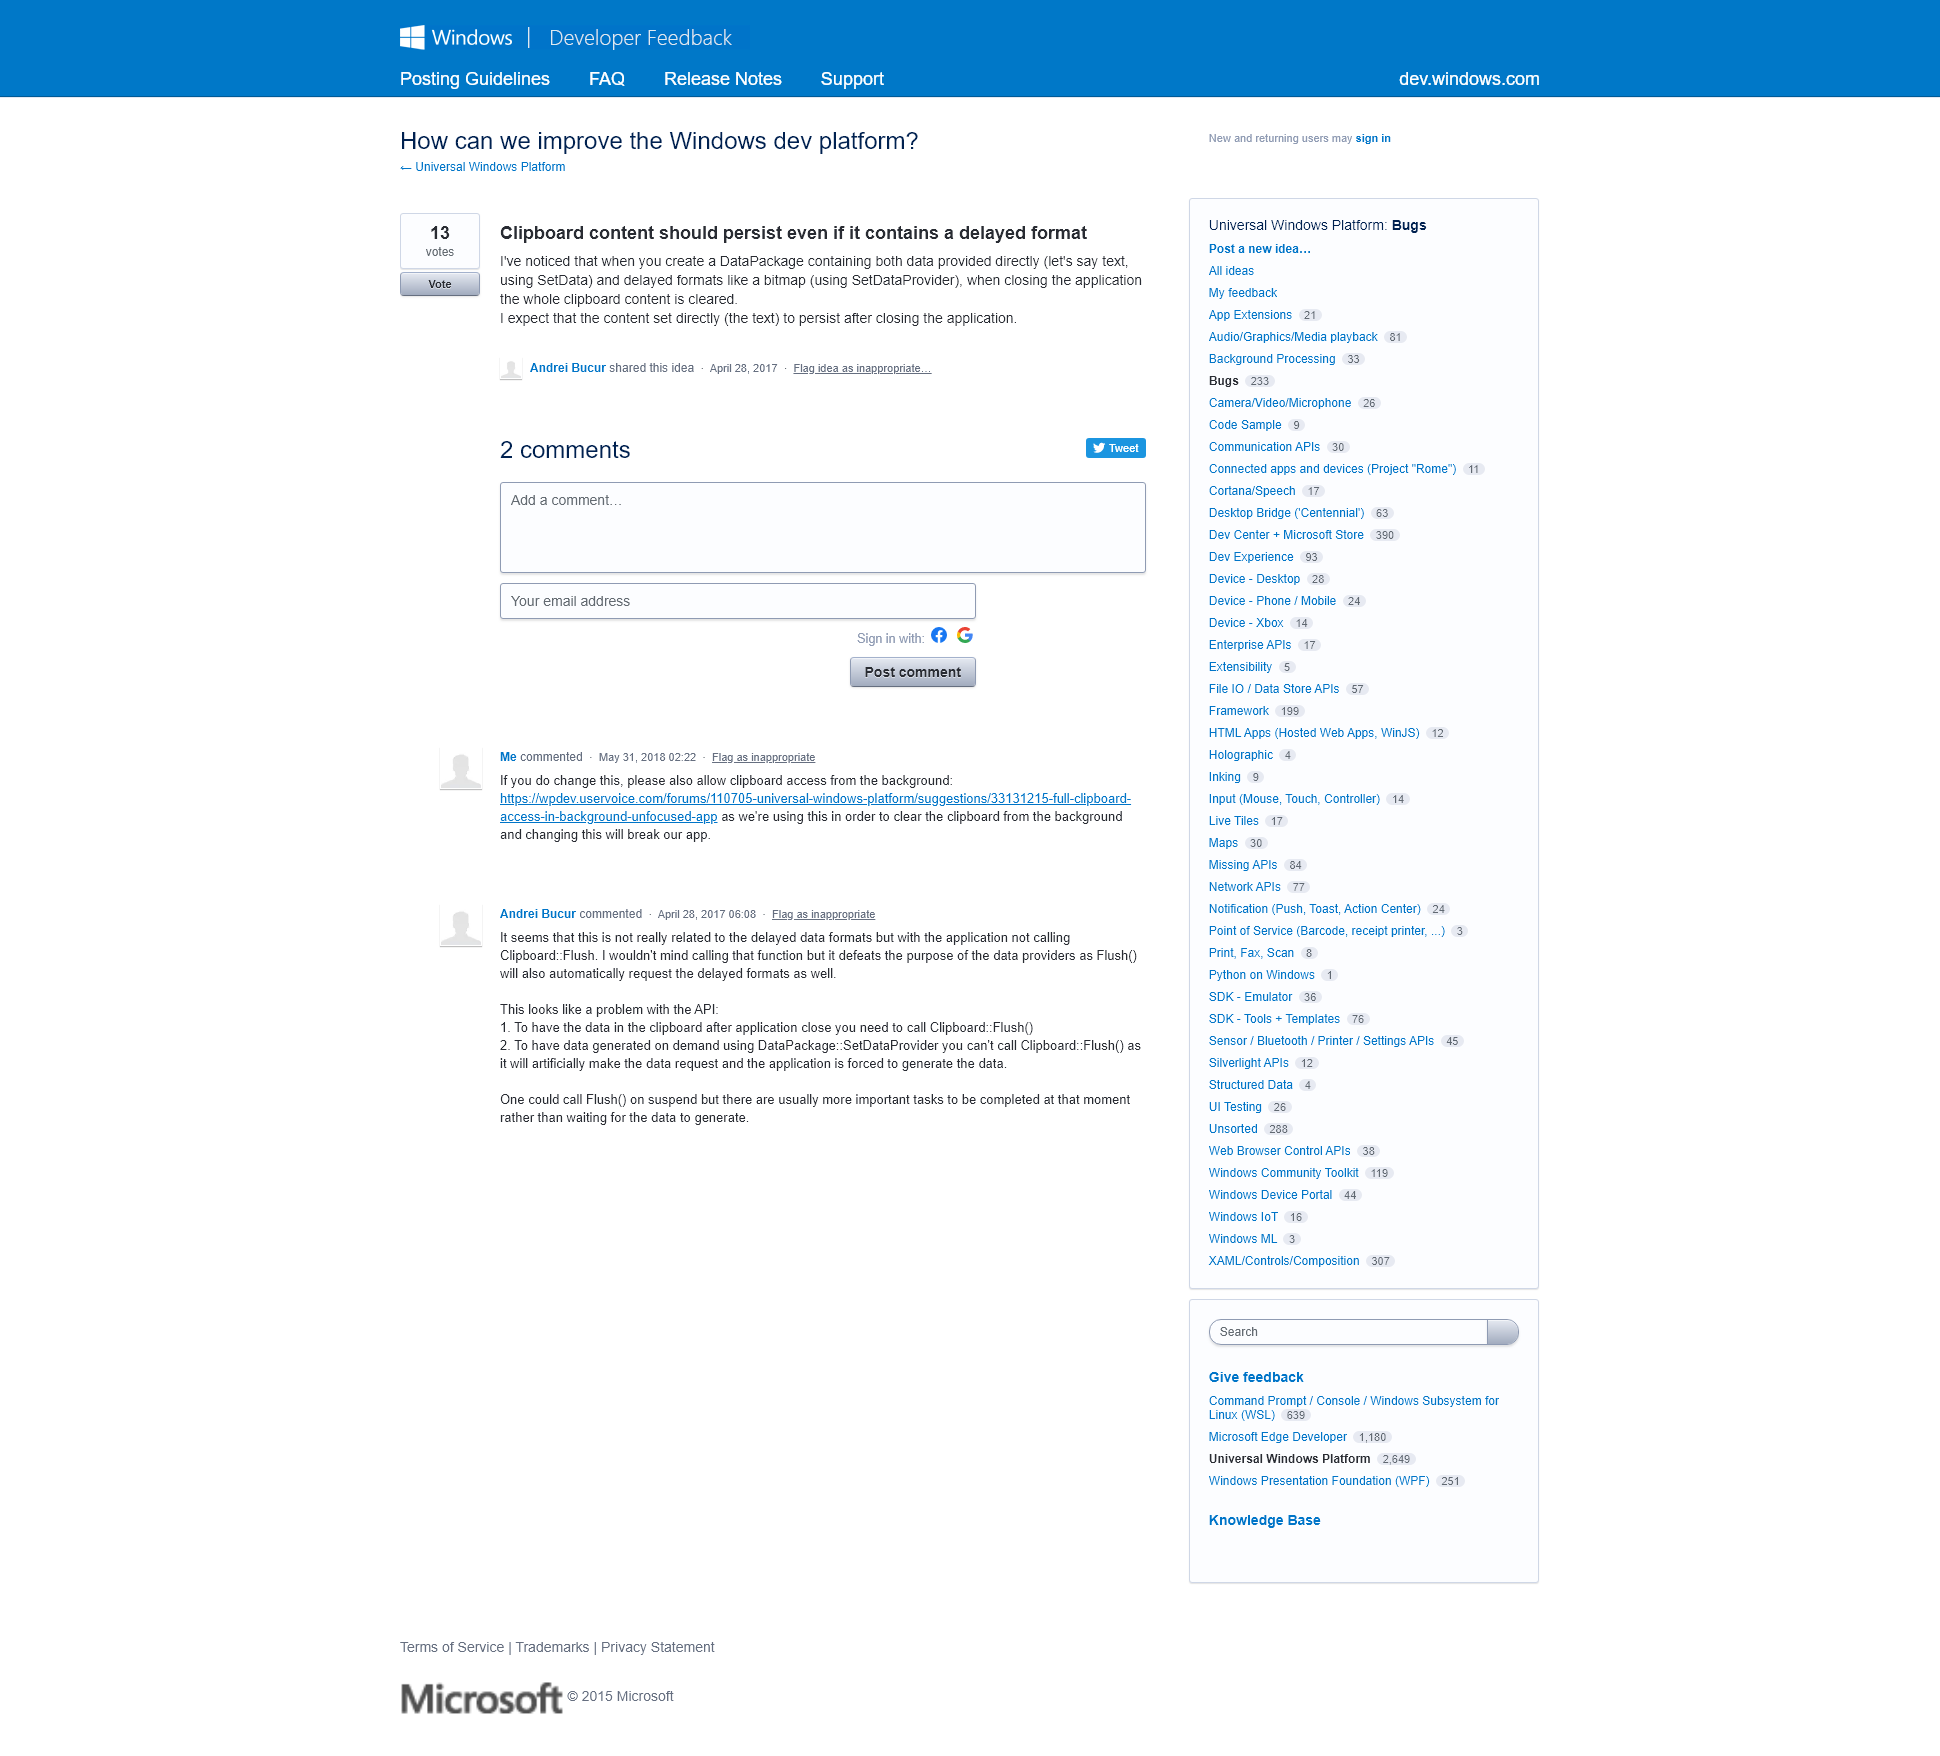 Windows | Developer Feedback
Posting Guidelines FAQ Release Notes Support dev.windows.com
How can we improve the Windows dev platform?
← Universal Windows Platform
New and returning users may sign in
13
votes
Vote
Clipboard content should persist even if it contains a delayed format
I've noticed that when you create a DataPackage containing both data provided directly (let's say text,
using SetData) and delayed formats like a bitmap (using SetDataProvider), when closing the application
the whole clipboard content is cleared.
I expect that the content set directly (the text) to persist after closing the application.
Andrei Bucur shared this idea · April 28, 2017 · Flag idea as inappropriate…
2 comments
Tweet
Add a comment…
Your email address
Sign in with:
Post comment
Me commented · May 31, 2018 02:22 · Flag as inappropriate
If you do change this, please also allow clipboard access from the background:
https://wpdev.uservoice.com/forums/110705-universal-windows-platform/suggestions/33131215-full-clipboard-
access-in-background-unfocused-app as we're using this in order to clear the clipboard from the background
and changing this will break our app.
Andrei Bucur commented · April 28, 2017 06:08 · Flag as inappropriate
It seems that this is not really related to the delayed data formats but with the application not calling
Clipboard::Flush. I wouldn't mind calling that function but it defeats the purpose of the data providers as Flush()
will also automatically request the delayed formats as well.
This looks like a problem with the API:
1. To have the data in the clipboard after application close you need to call Clipboard::Flush()
2. To have data generated on demand using DataPackage::SetDataProvider you can't call Clipboard::Flush() as
it will artificially make the data request and the application is forced to generate the data.
One could call Flush() on suspend but there are usually more important tasks to be completed at that moment
rather than waiting for the data to generate.
Universal Windows Platform: Bugs
Post a new idea…
All ideas
My feedback
App Extensions 21
Audio/Graphics/Media playback 81
Background Processing 33
Bugs 233
Camera/Video/Microphone 26
Code Sample 9
Communication APIs 30
Connected apps and devices (Project "Rome") 11
Cortana/Speech 17
Desktop Bridge ('Centennial') 63
Dev Center + Microsoft Store 390
Dev Experience 93
Device - Desktop 28
Device - Phone / Mobile 24
Device - Xbox 14
Enterprise APIs 17
Extensibility 5
File IO / Data Store APIs 57
Framework 199
HTML Apps (Hosted Web Apps, WinJS) 12
Holographic 4
Inking 9
Input (Mouse, Touch, Controller) 14
Live Tiles 17
Maps 30
Missing APIs 84
Network APIs 77
Notification (Push, Toast, Action Center) 24
Point of Service (Barcode, receipt printer, ...) 3
Print, Fax, Scan 8
Python on Windows 1
SDK - Emulator 36
SDK - Tools + Templates 76
Sensor / Bluetooth / Printer / Settings APIs 45
Silverlight APIs 12
Structured Data 4
UI Testing 26
Unsorted 288
Web Browser Control APIs 38
Windows Community Toolkit 119
Windows Device Portal 44
Windows IoT 16
Windows ML 3
XAML/Controls/Composition 307
Search
Give feedback
Command Prompt / Console / Windows Subsystem for
Linux (WSL) 639
Microsoft Edge Developer 1,180
Universal Windows Platform 2,649
Windows Presentation Foundation (WPF) 251
Knowledge Base
Terms of Service | Trademarks | Privacy Statement
Microsoft © 2015 Microsoft